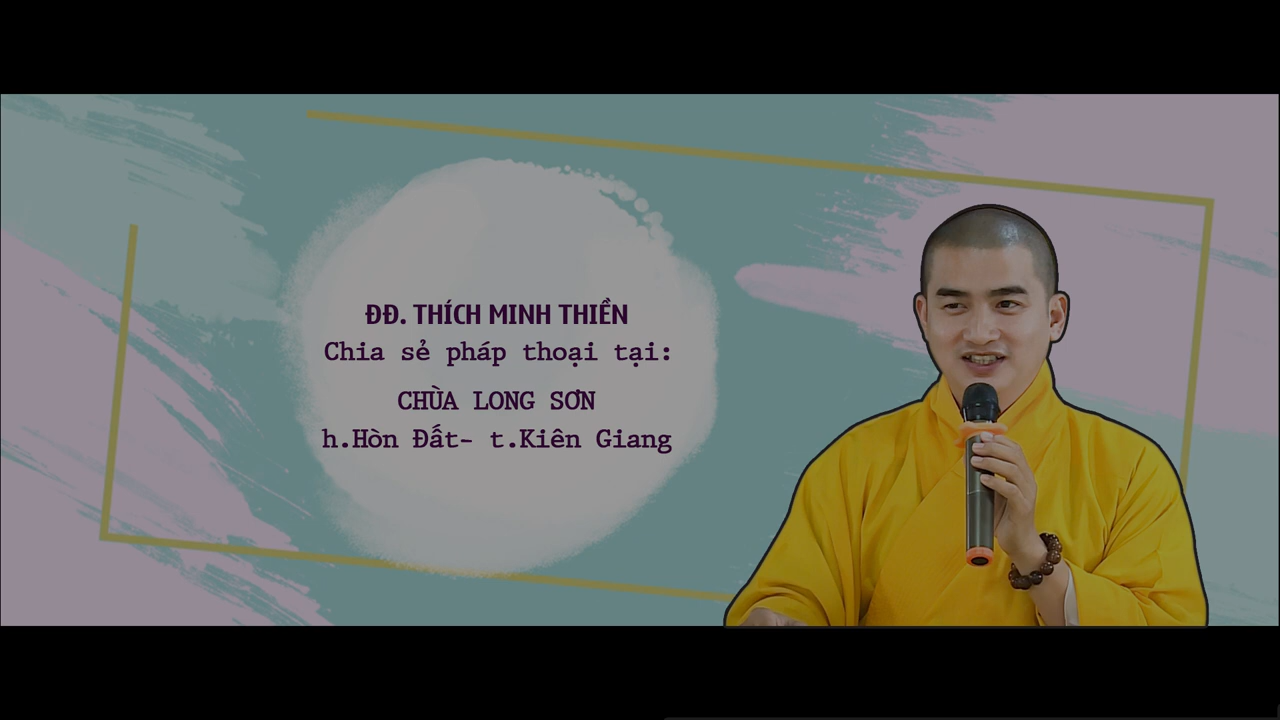 ĐĐ. THÍCH MINH THIỀN
Chia sẻ pháp thoại tại:
CHÙA LONG SƠN
h.Hòn Đất- t.Kiên Giang